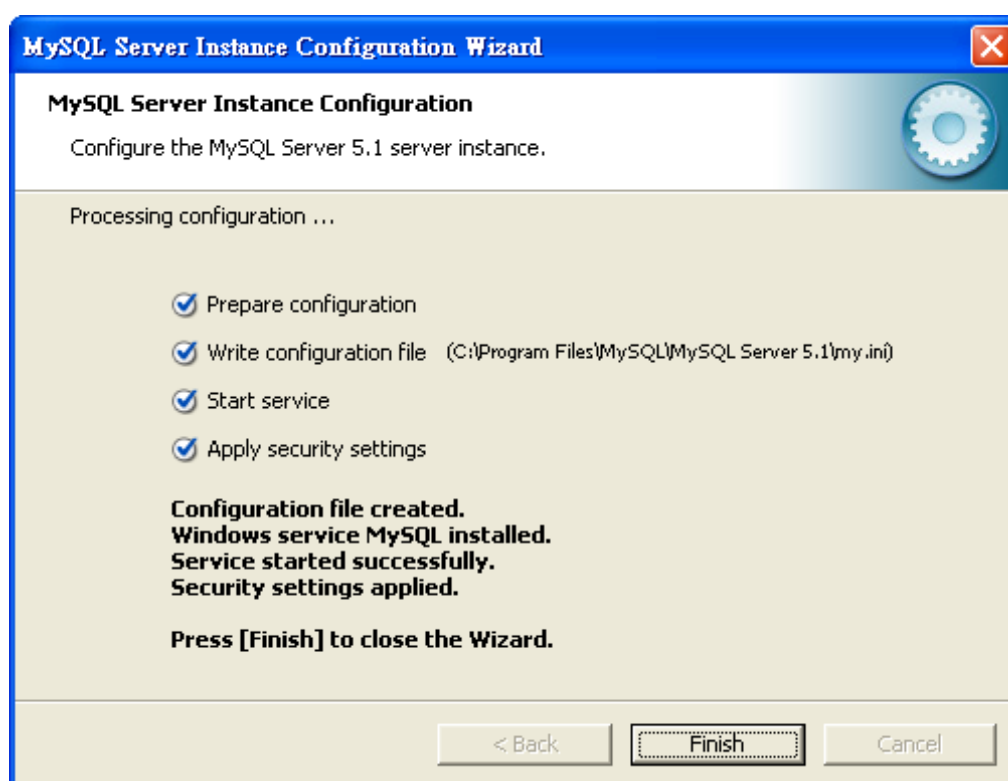 MySQL Server Instance Configuration Wizard
MySQL Server Instance Configuration
Configure the MySQL Server 5.1 server instance.
Processing configuration ...
Prepare configuration
Write configuration file (C:\Program Files\MySQL\MySQL Server 5.1\my.ini)
Start service
Apply security settings
Configuration file created.
Windows service MySQL installed.
Service started successfully.
Security settings applied.
Press [Finish] to close the Wizard.
< Back Finish Cancel